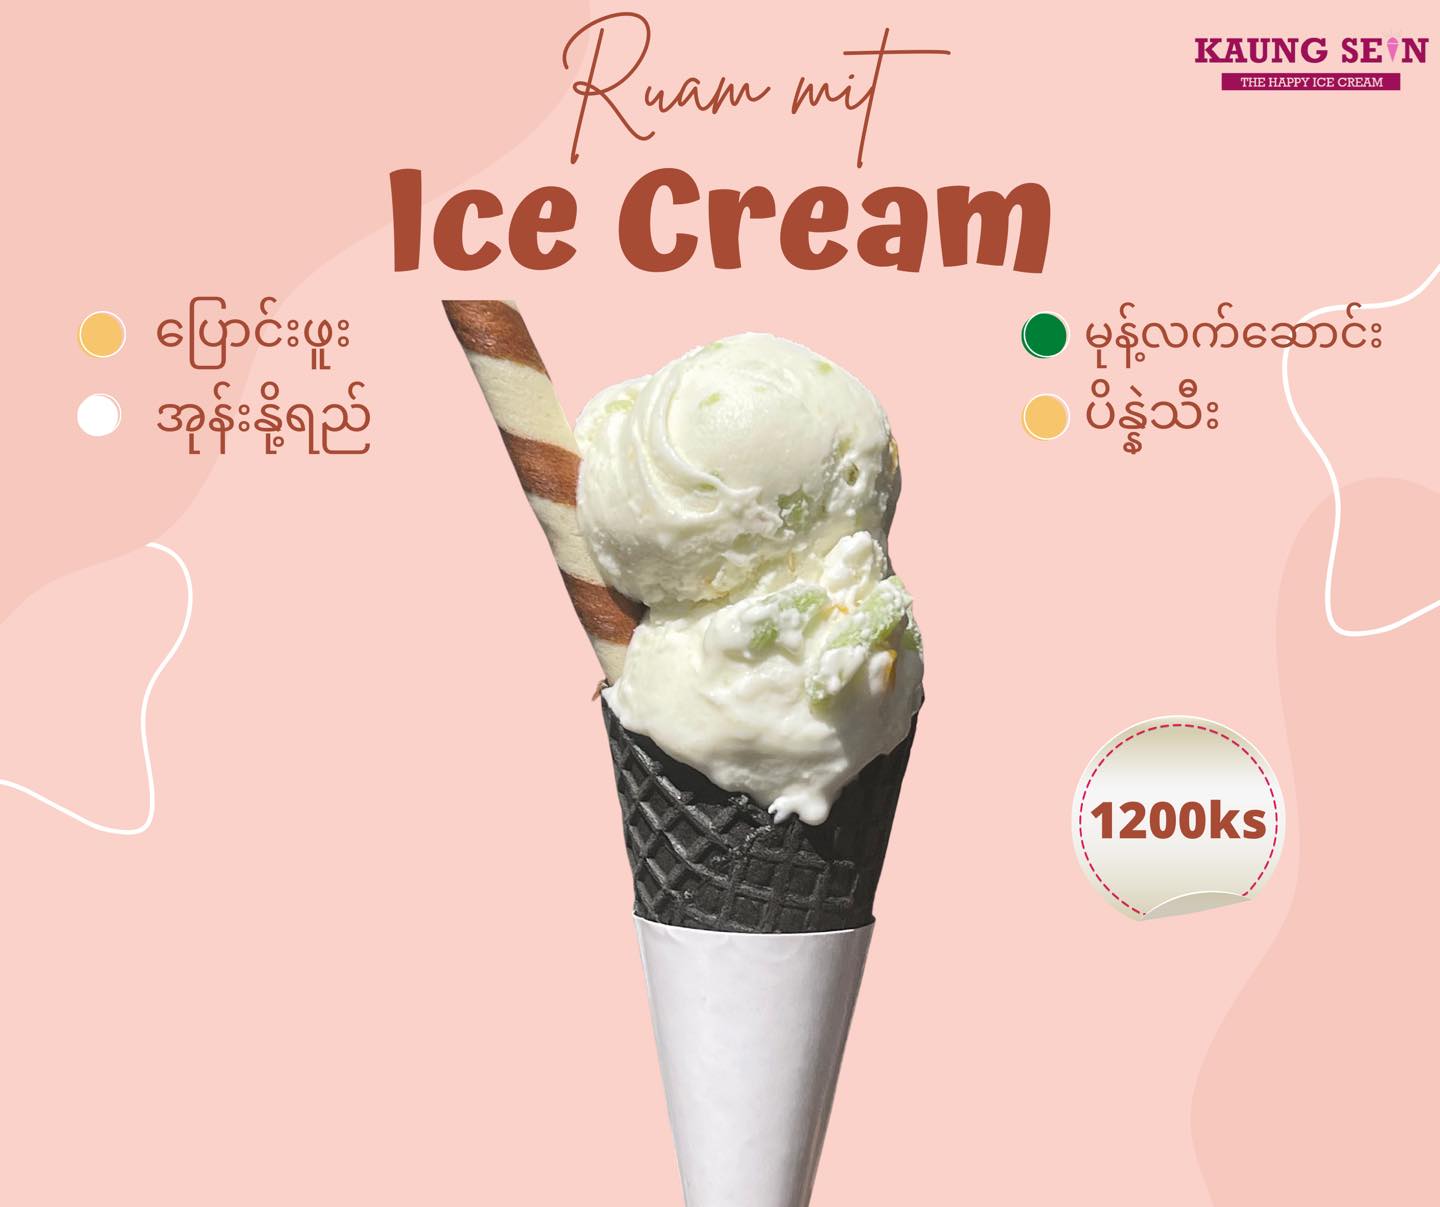 Ruam mit
KAUNG SEIN
THE HAPPY ICE CREAM
Ice Cream
ပြောင်းဖူး
အုန်းနို့ရည်
မုန့်လက်ဆောင်း
ပိန္နဲသီး
1200ks